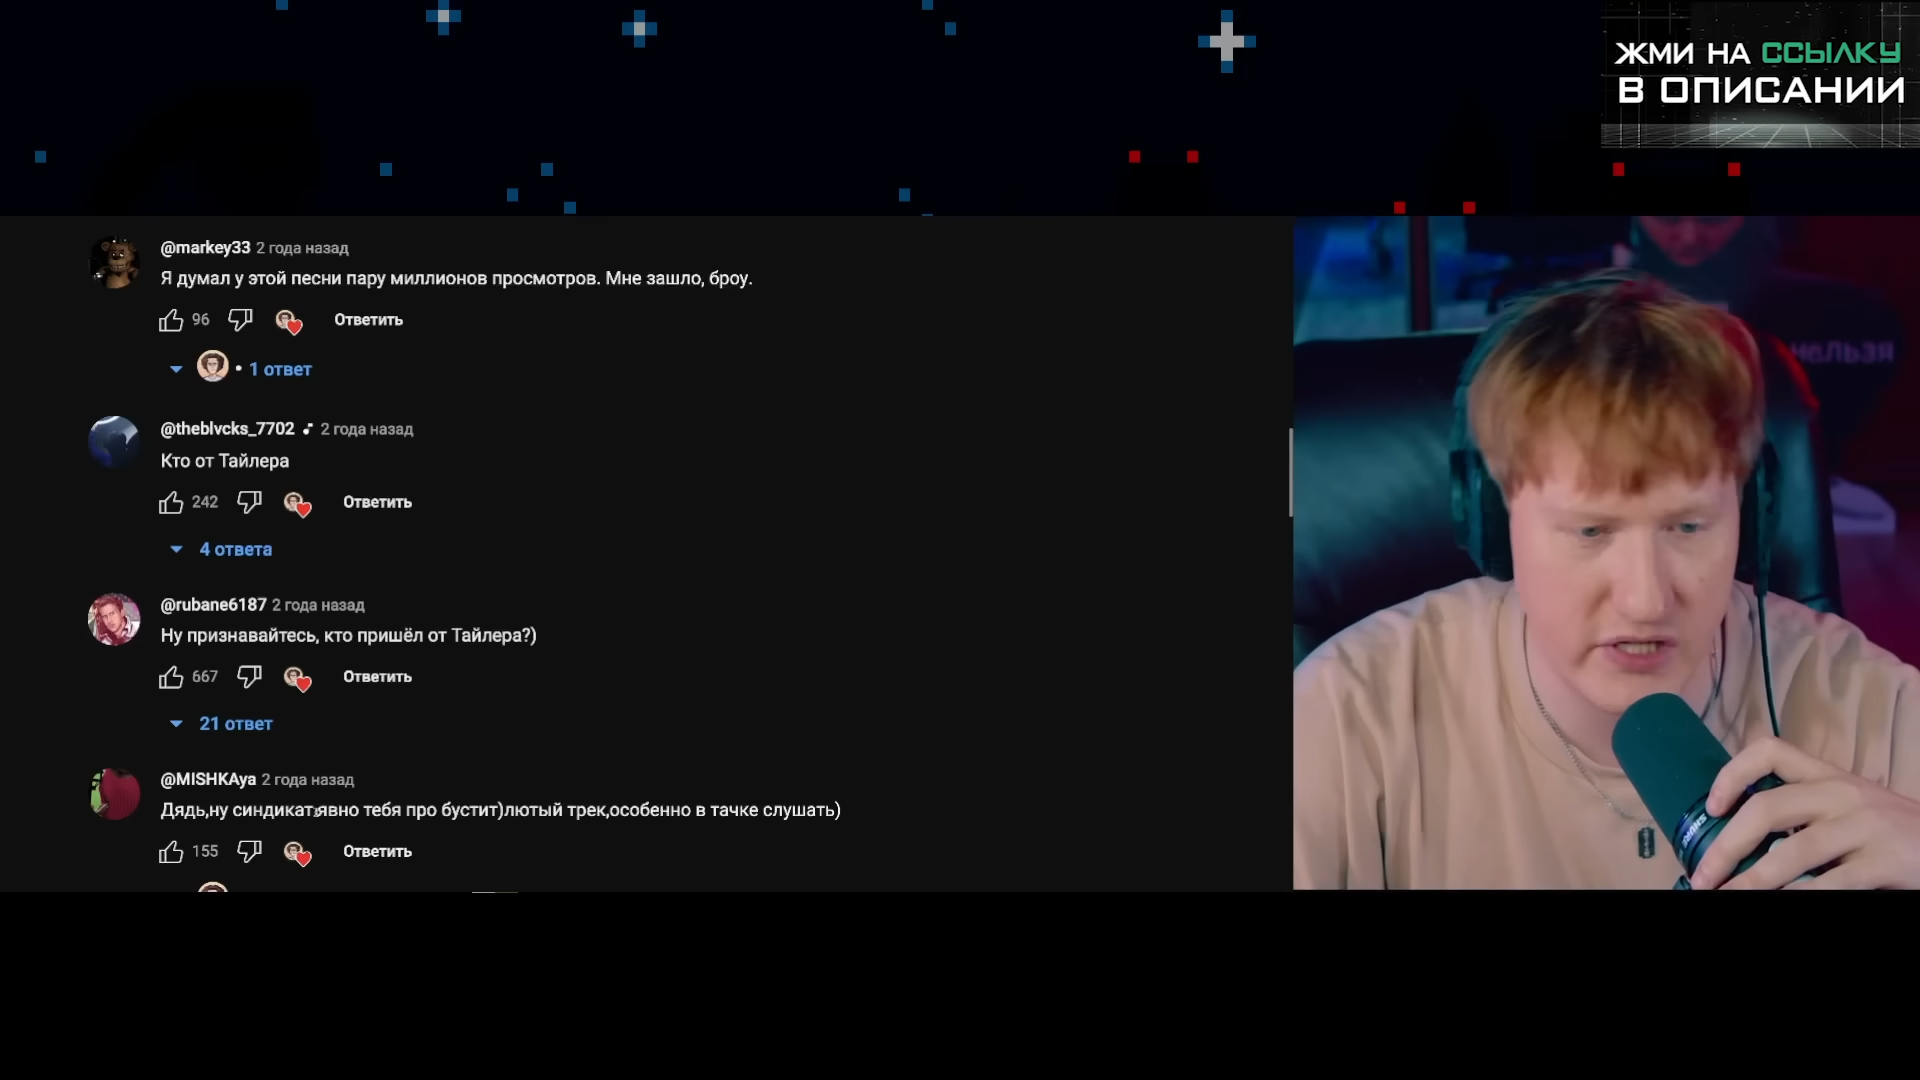 ЖМИ НА ССЫЛКУ
В ОПИСАНИИ
@markey33 2 года назад
Я думал у этой песни пару миллионов просмотров. Мне зашло, броу.
96 Ответить
1 ответ
@theblvcks_7702 2 года назад
Кто от Тайлера
242 Ответить
4 ответа
@rubane6187 2 года назад
Ну признавайтесь, кто пришёл от Тайлера?)
667 Ответить
21 ответ
@MISHKAya 2 года назад
Дядь,ну синдикат явно тебя про бустит)лютый трек,особенно в тачке слушать)
155 Ответить
нельзя
SHURE